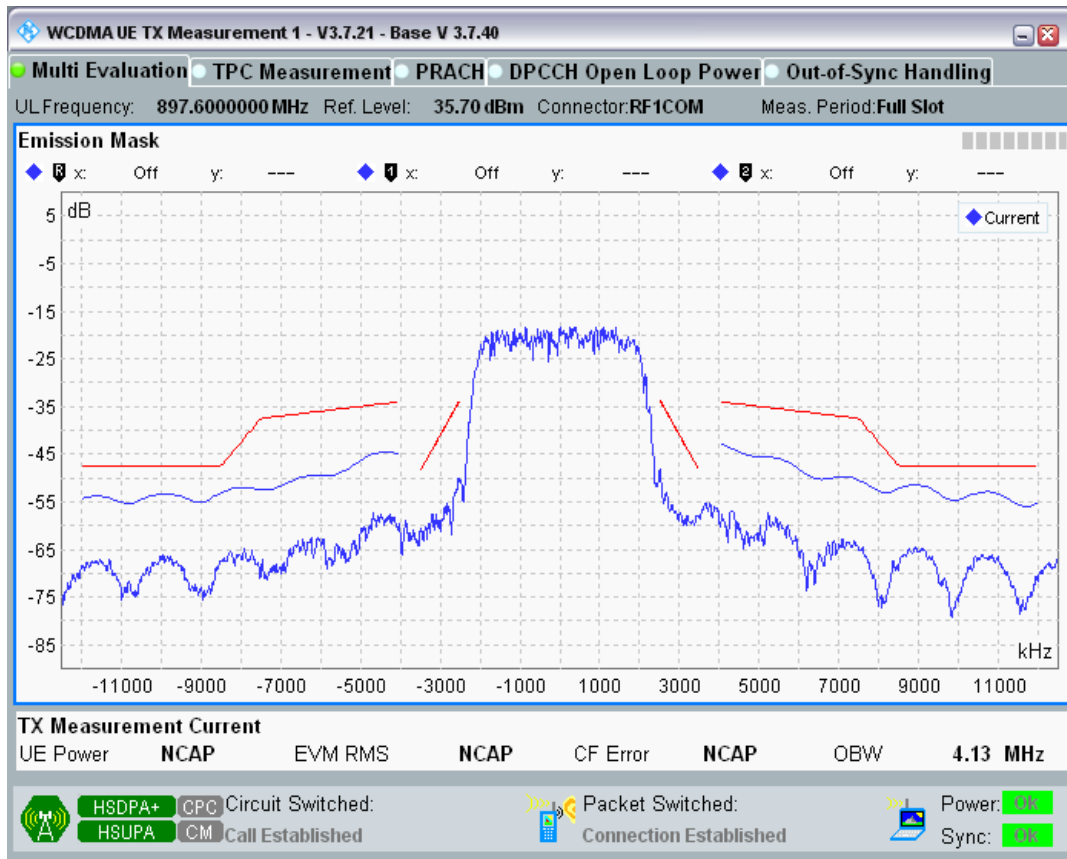 WCDMA UE TX Measurement 1 - V3.7.21 - Base V 3.7.40
Multi Evaluation TPC Measurement PRACH DPCCH Open Loop Power Out-of-Sync Handling
UL Frequency: 897.6000000 MHz Ref. Level: 35.70 dBm Connector:RF1COM Meas. Period:Full Slot
Emission Mask
R x: Off y: --- 1 x: Off y: --- 2 x: Off y: ---
dB
Current
5
-5
-15
-25
-35
-45
-55
-65
-75
-85
kHz
-11000 -9000 -7000 -5000 -3000 -1000 1000 3000 5000 7000 9000 11000
TX Measurement Current
UE Power NCAP EVM RMS NCAP CF Error NCAP OBW 4.13 MHz
HSDPA+ CPC Circuit Switched: Packet Switched: Power: Ok
HSUPA CM Call Established Connection Established Sync: Ok